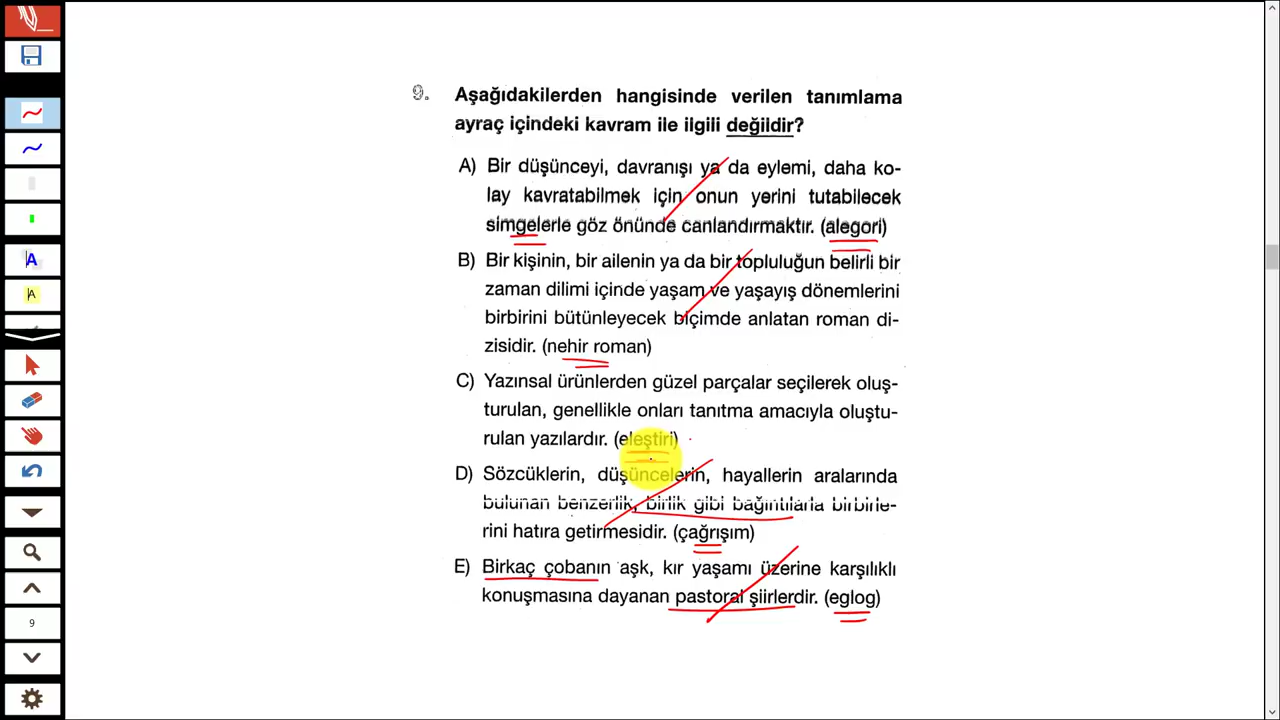 9. Aşağıdakilerden hangisinde verilen tanımlama
ayraç içindeki kavram ile ilgili değildir?
A) Bir düşünceyi, davranışı ya da eylemi, daha ko-
lay kavratabilmek için onun yerini tutabilecek
simgelerle göz önünde canlandırmaktır. (alegori)
B) Bir kişinin, bir ailenin ya da bir topluluğun belirli bir
zaman dilimi içinde yaşam ve yaşayış dönemlerini
birbirini bütünleyecek biçimde anlatan roman di-
zisidir. (nehir roman)
C) Yazınsal ürünlerden güzel parçalar seçilerek oluş-
turulan, genellikle onları tanıtma amacıyla oluştu-
rulan yazılardır. (eleştiri)
D) Sözcüklerin, düşüncelerin, hayallerin aralarında
bulunan benzerlik, birlik gibi bağıntılarla birbirle-
rini hatıra getirmesidir. (çağrışım)
E) Birkaç çobanın aşk, kır yaşamı üzerine karşılıklı
konuşmasına dayanan pastoral şiirlerdir. (eglog)
A
A
9